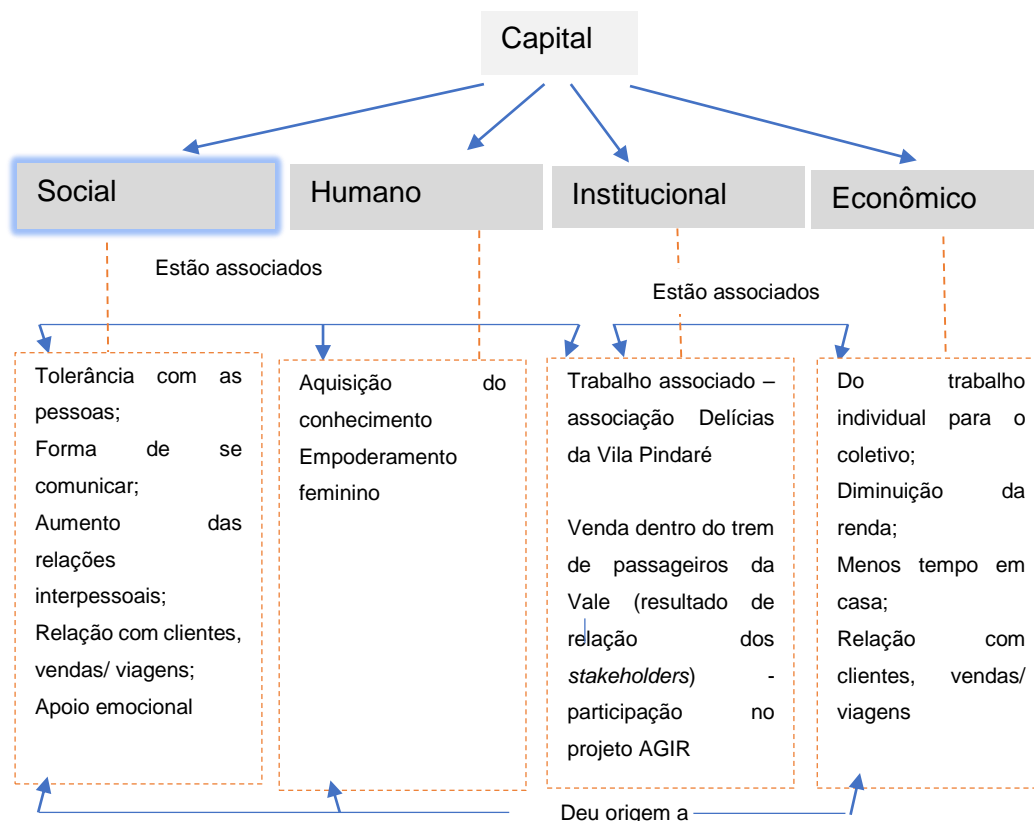 Capital
Social
Humano
Institucional
Econômico
Estão associados
Estão associados
Tolerância com as
pessoas;
Forma de se
comunicar;
Aumento das
relações
interpessoais;
Relação com clientes,
vendas/ viagens;
Apoio emocional
Aquisição do
conhecimento
Empoderamento
feminino
Trabalho associado –
associação Delícias
da Vila Pindaré
Venda dentro do trem
de passageiros da
Vale (resultado de
relação dos
stakeholders) -
participação no
projeto AGIR
Do trabalho
individual para o
coletivo;
Diminuição da
renda;
Menos tempo em
casa;
Relação com
clientes, vendas/
viagens
Deu origem a